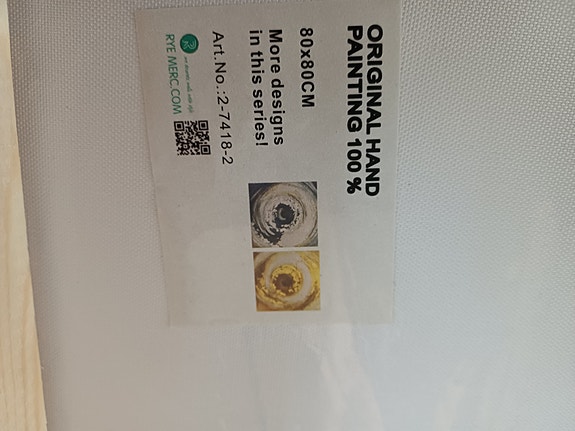 ORIGINAL HAND
PAINTING 100 %
80x80CM
More designs
in this series!
Art.No.:2-7418-2
RYE MERC.COM